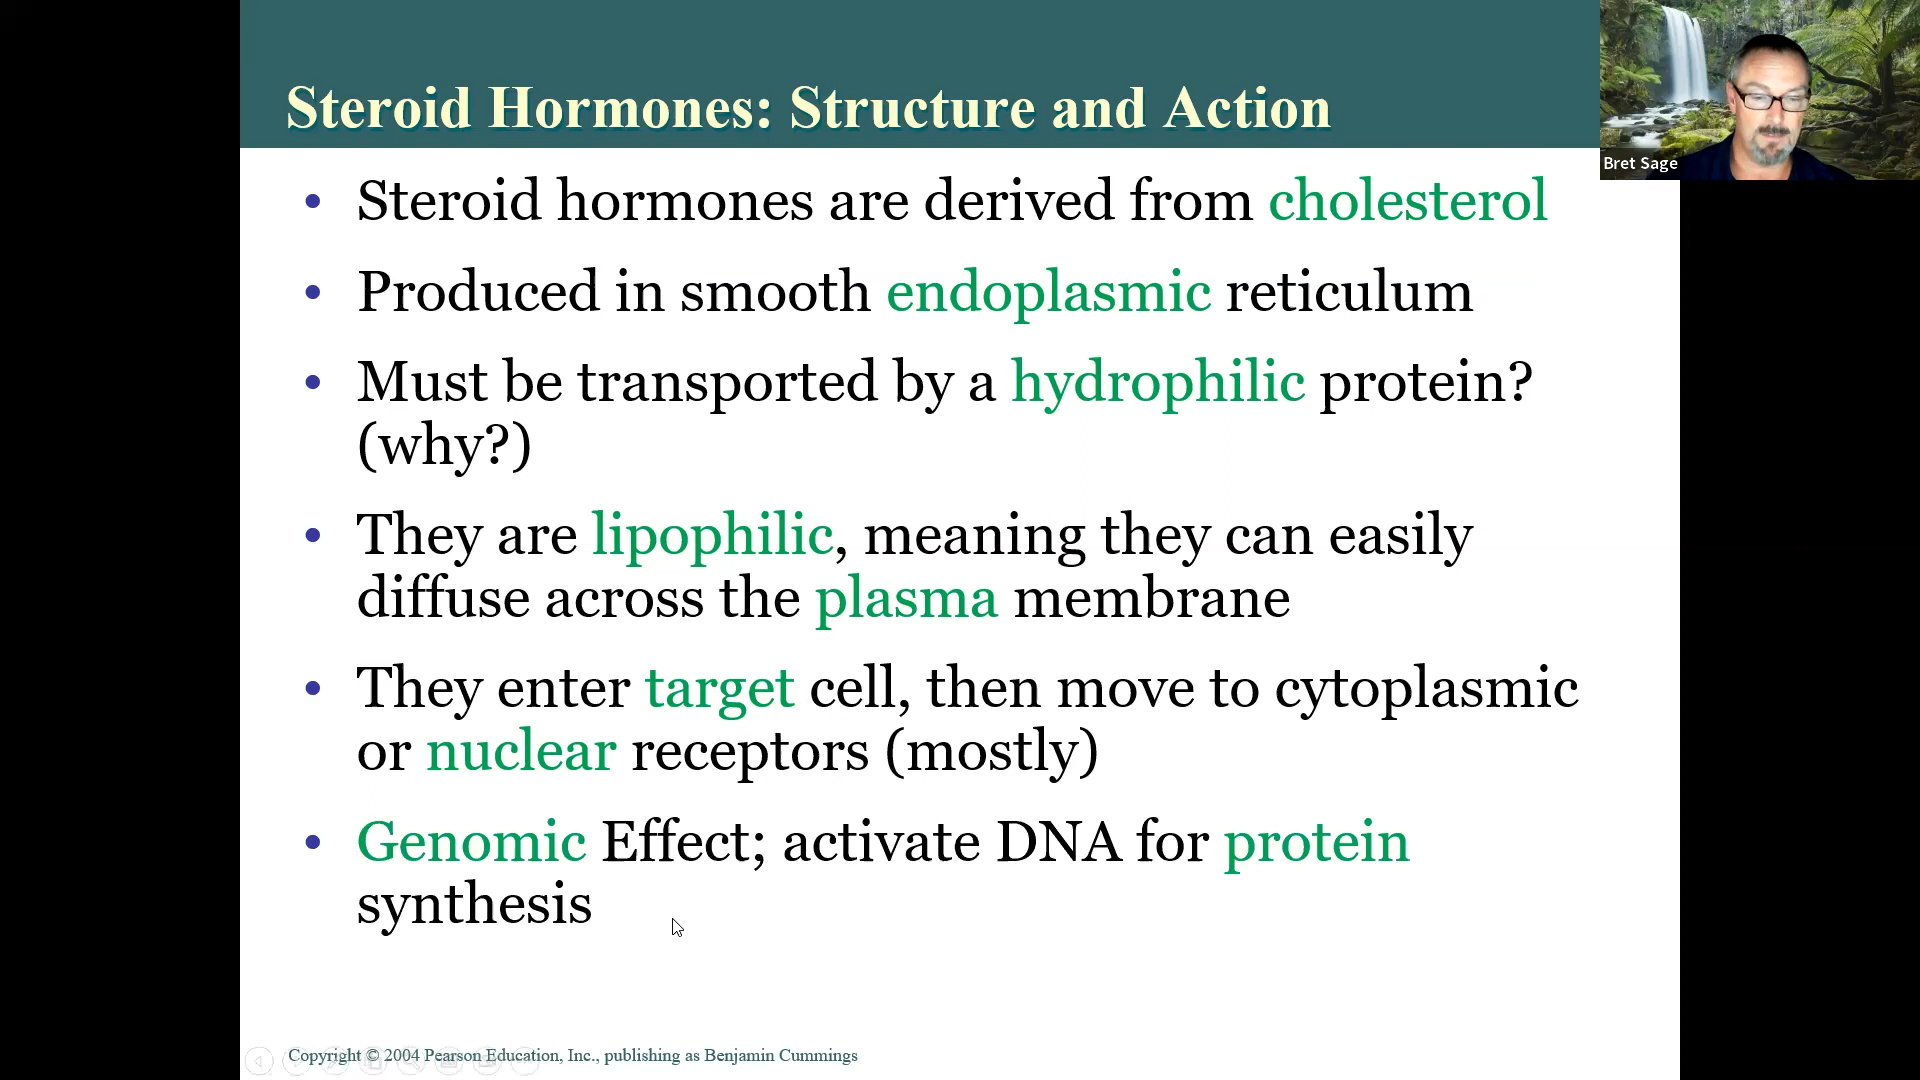 Steroid Hormones: Structure and Action
Bret Sage
• Steroid hormones are derived from cholesterol
• Produced in smooth endoplasmic reticulum
• Must be transported by a hydrophilic protein?
(why?)
• They are lipophilic, meaning they can easily
diffuse across the plasma membrane
• They enter target cell, then move to cytoplasmic
or nuclear receptors (mostly)
• Genomic Effect; activate DNA for protein
synthesis
Copyright © 2004 Pearson Education, Inc., publishing as Benjamin Cummings